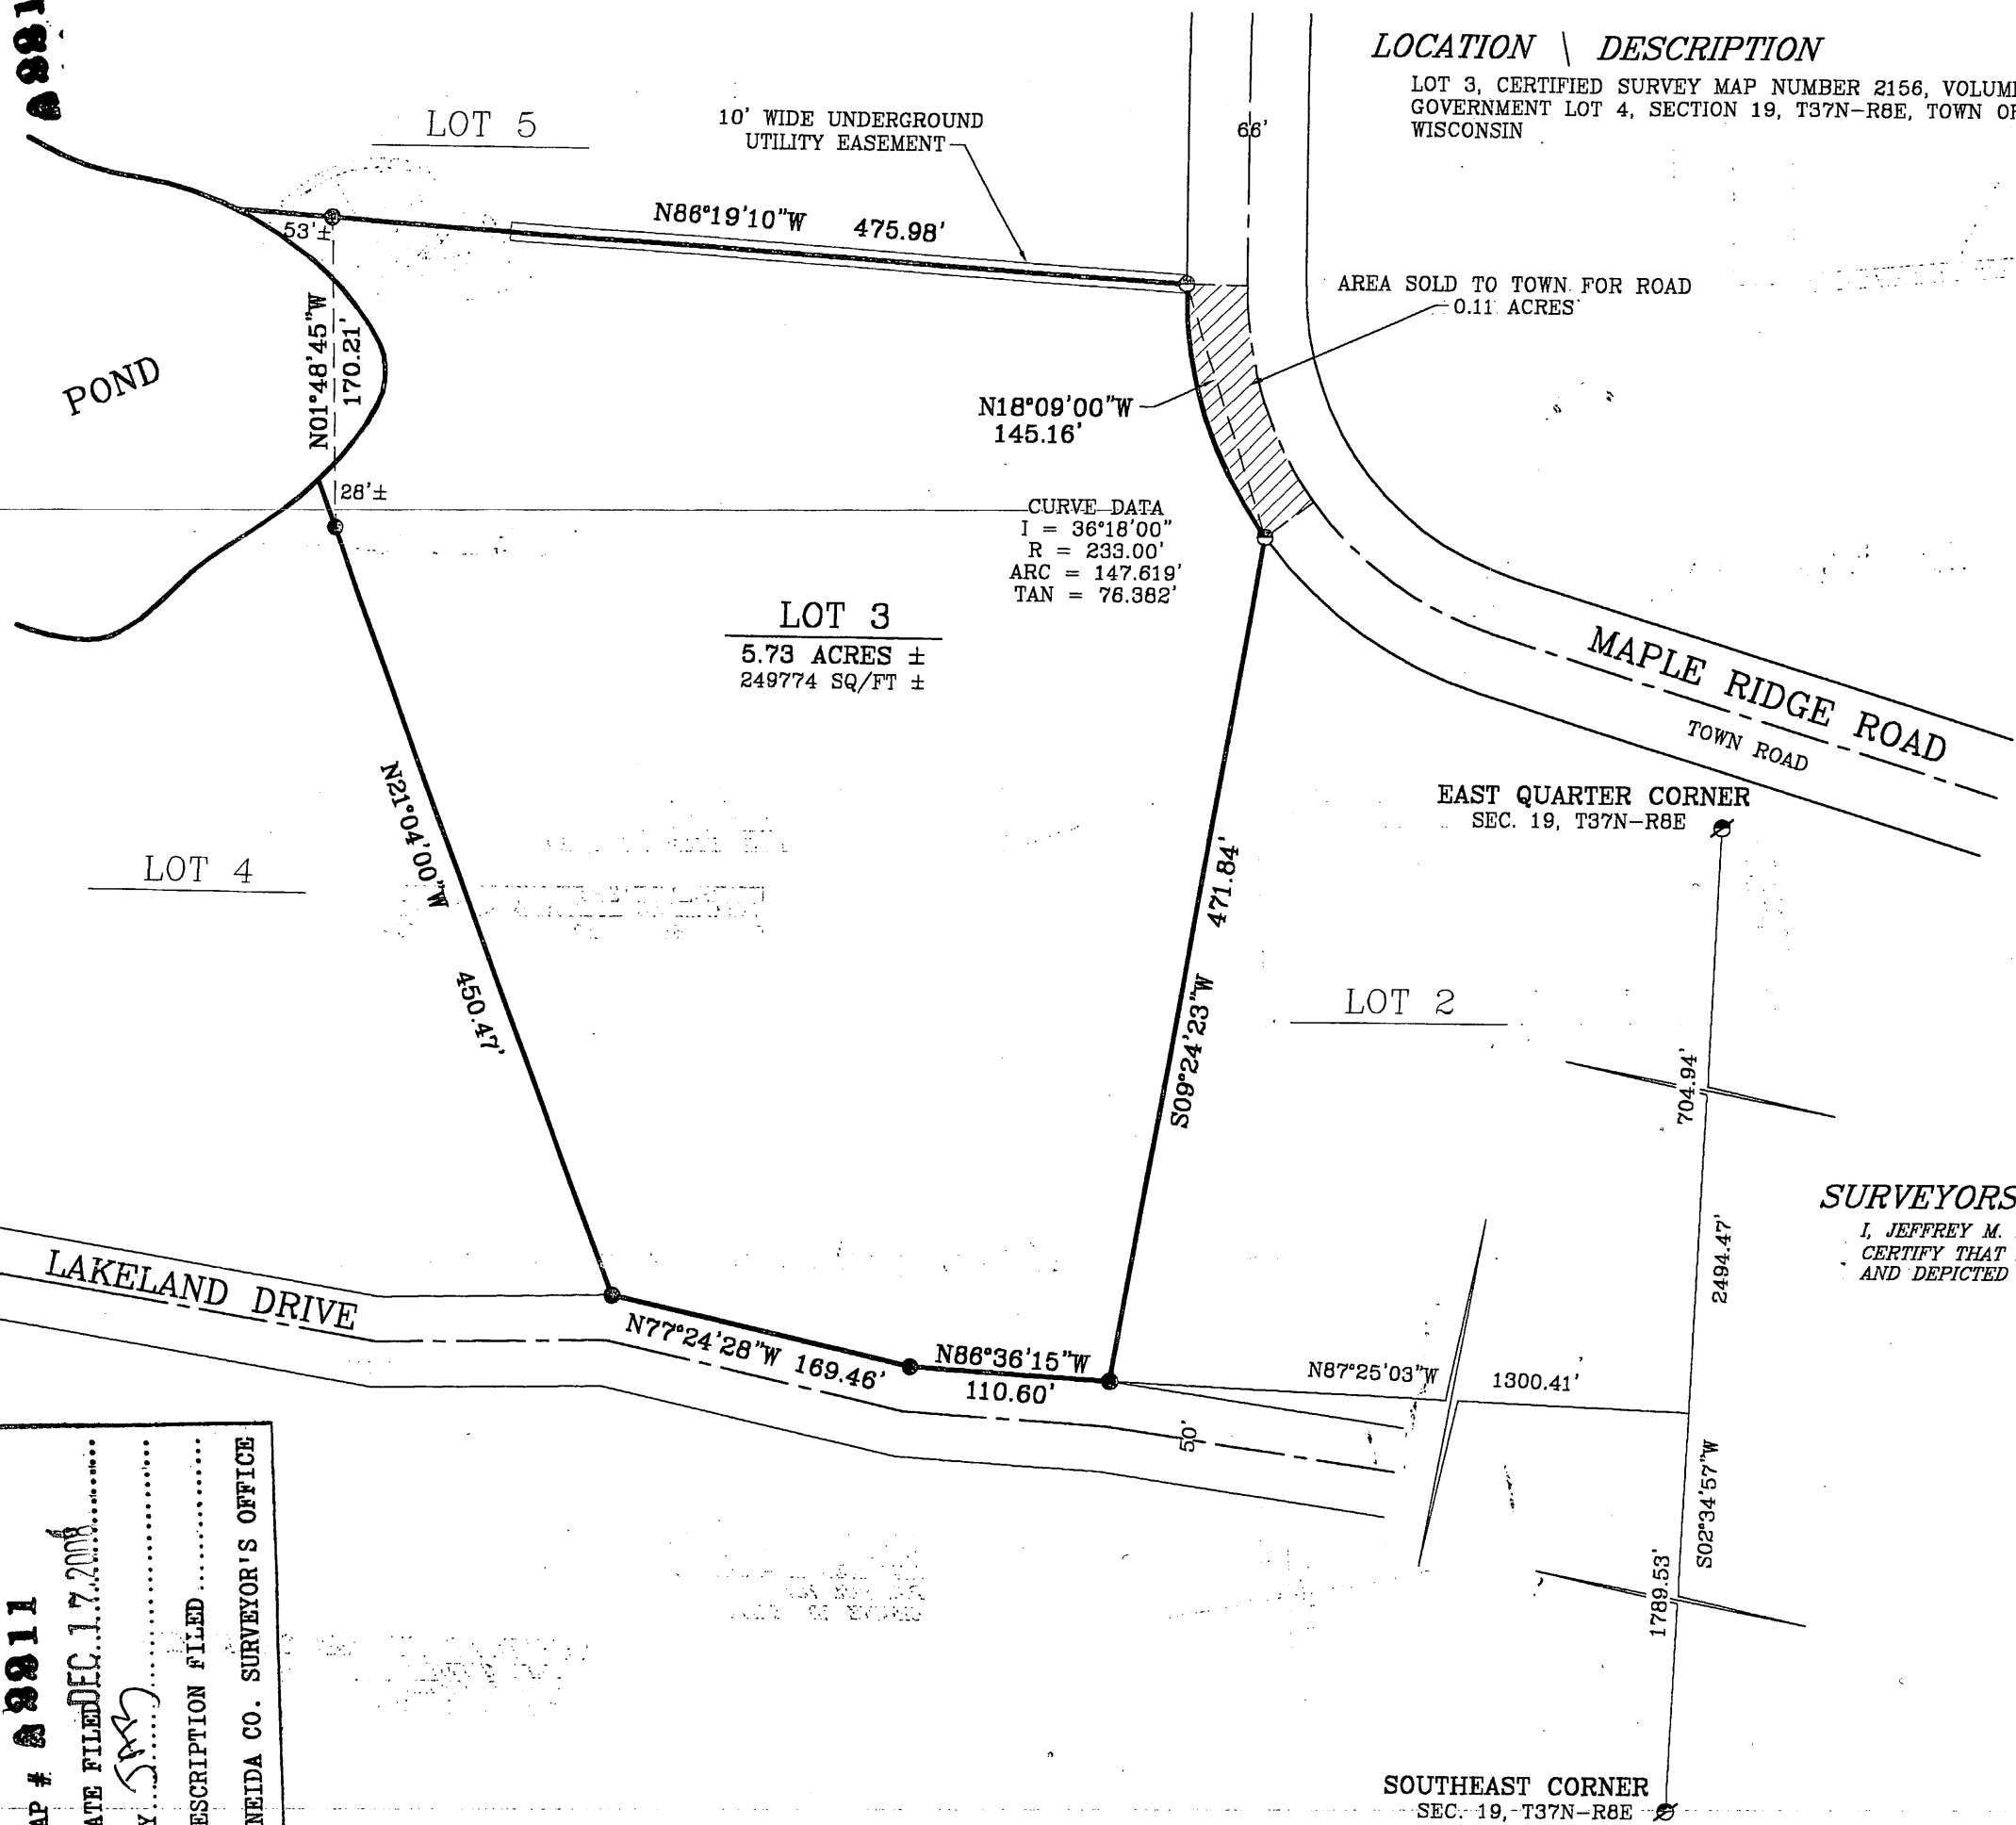 LOCATION \ DESCRIPTION
LOT 3, CERTIFIED SURVEY MAP NUMBER 2156,
GOVERNMENT LOT 4, SECTION 19, T37N-R8E, TOWN
WISCONSIN
LOT 5
10' WIDE UNDERGROUND
UTILITY EASEMENT
66'
N86°19'10"W 475.98'
53'±
AREA SOLD TO TOWN FOR ROAD
0.11 ACRES
N01°48'45"W
170.21'
POND
N18°09'00"W
145.16'
28'±
CURVE DATA
I = 36°18'00"
R = 233.00'
ARC = 147.619'
TAN = 76.382'
LOT 3
5.73 ACRES ±
249774 SQ/FT ±
MAPLE RIDGE ROAD
TOWN ROAD
EAST QUARTER CORNER
SEC. 19, T37N-R8E
N21°04'00"W
450.47'
LOT 4
471.84'
S09°24'23"W
LOT 2
704.94'
2494.47'
SURVEYORS
I, JEFFREY M.
CERTIFY THAT
AND DEPICTED
LAKELAND DRIVE
N77°24'28"W 169.46'
N86°36'15"W
110.60'
N87°25'03"W 1300.41'
50'
S02°34'57"W
1789.53'
SOUTHEAST CORNER
SEC. 19, T37N-R8E
AP #
ATE FILED DEC. 17. 2008
Y
ESCRIPTION FILED
NEIDA CO. SURVEYOR'S OFFICE